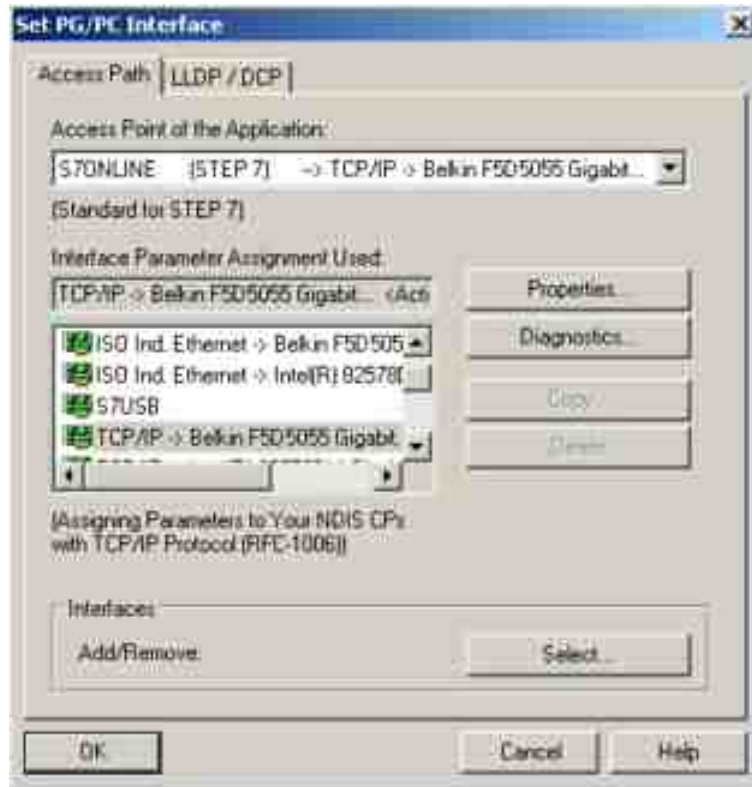 Set PG/PC Interface
Access Path
LLDP / DCP
Access Point of the Application:
S7ONLINE (STEP 7) -> TCP/IP -> Belkin F5D5055 Gigabit...
(Standard for STEP 7)
Interface Parameter Assignment Used:
TCP/IP -> Belkin F5D5055 Gigabit... <Acti
Properties...
ISO Ind. Ethernet -> Belkin F5D505
Diagnostics...
ISO Ind. Ethernet -> Intel(R) 82578D
S7USB
Copy...
TCP/IP -> Belkin F5D5055 Gigabit.
Delete
(Assigning Parameters to Your NDIS CPs
with TCP/IP Protocol (RFC-1006))
Interfaces
Add/Remove:
Select...
OK
Cancel
Help